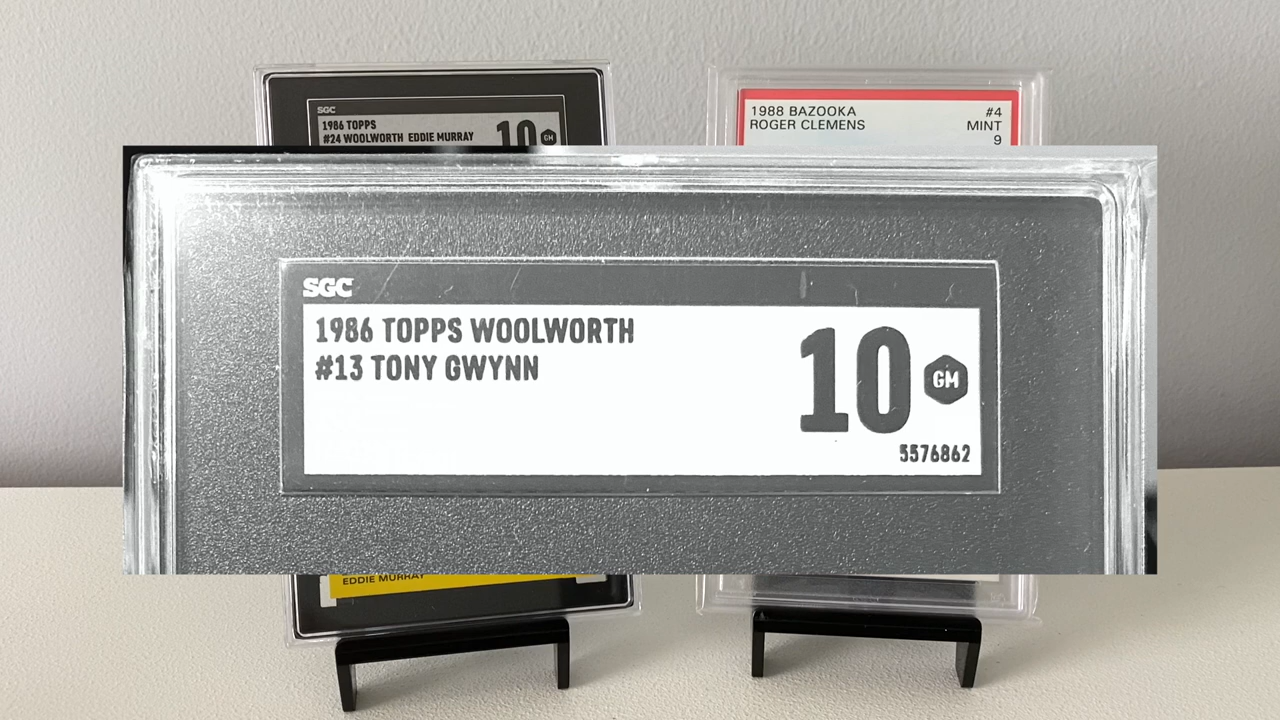 SGC
1986 TOPPS
#24 WOOLWORTH EDDIE MURRAY
10 GM
1988 BAZOOKA #4
ROGER CLEMENS MINT
9
SGC
1986 TOPPS WOOLWORTH
#13 TONY GWYNN
10 GM
5576862
EDDIE MURRAY